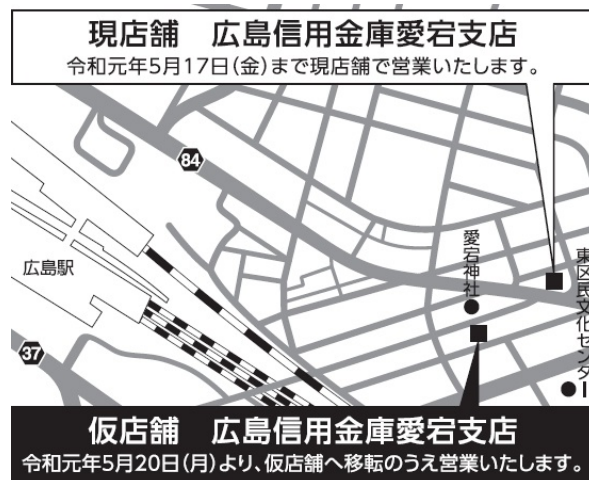 現店舗　広島信用金庫愛宕支店
令和元年5月17日(金)まで現店舗で営業いたします。
84
広島駅
愛宕神社
東区民文化センター
37
仮店舗　広島信用金庫愛宕支店
令和元年5月20日(月)より、仮店舗へ移転のうえ営業いたします。